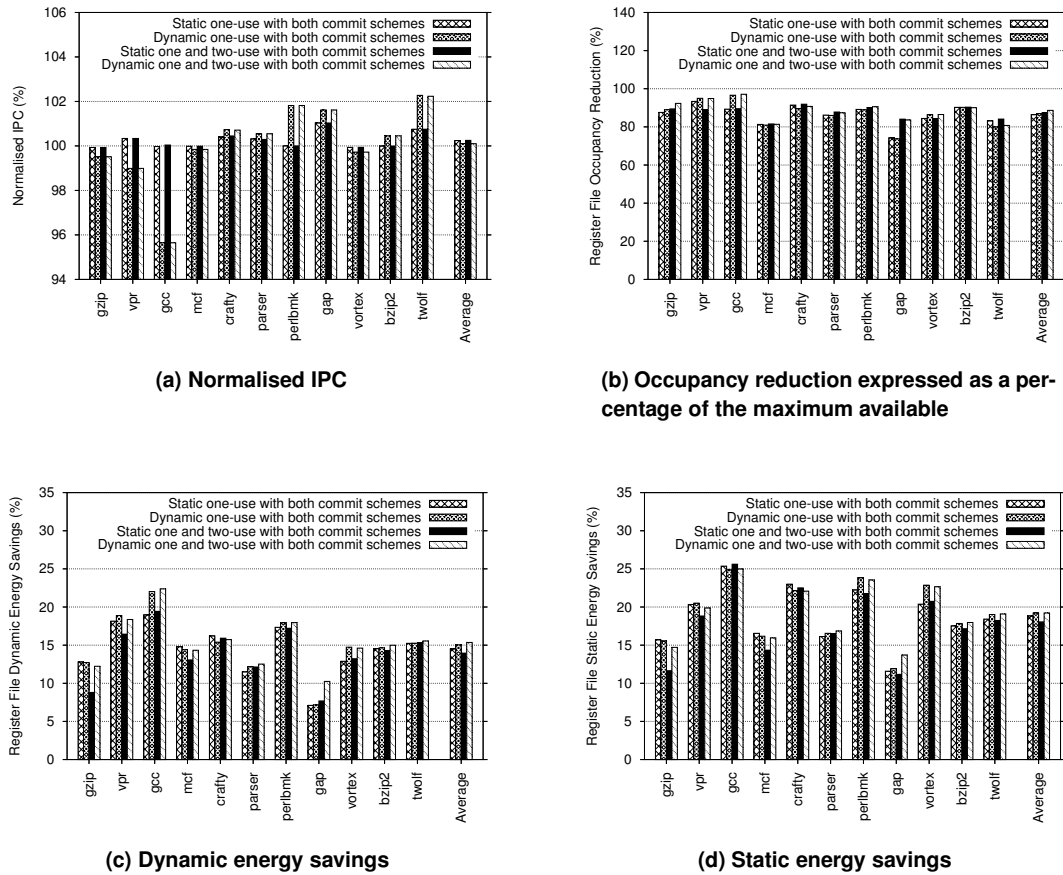 106
104
102
100
98
96
94
Normalised IPC (%)
Static one-use with both commit schemes
Dynamic one-use with both commit schemes
Static one and two-use with both commit schemes
Dynamic one and two-use with both commit schemes
gzip
vpr
gcc
mcf
crafty
parser
perlbmk
gap
vortex
bzip2
twolf
Average
(a) Normalised IPC
140
120
100
80
60
40
20
0
Register File Occupancy Reduction (%)
Static one-use with both commit schemes
Dynamic one-use with both commit schemes
Static one and two-use with both commit schemes
Dynamic one and two-use with both commit schemes
gzip
vpr
gcc
mcf
crafty
parser
perlbmk
gap
vortex
bzip2
twolf
Average
(b) Occupancy reduction expressed as a per-
centage of the maximum available
35
30
25
20
15
10
5
0
Register File Dynamic Energy Savings (%)
Static one-use with both commit schemes
Dynamic one-use with both commit schemes
Static one and two-use with both commit schemes
Dynamic one and two-use with both commit schemes
gzip
vpr
gcc
mcf
crafty
parser
perlbmk
gap
vortex
bzip2
twolf
Average
(c) Dynamic energy savings
35
30
25
20
15
10
5
0
Register File Static Energy Savings (%)
Static one-use with both commit schemes
Dynamic one-use with both commit schemes
Static one and two-use with both commit schemes
Dynamic one and two-use with both commit schemes
gzip
vpr
gcc
mcf
crafty
parser
perlbmk
gap
vortex
bzip2
twolf
Average
(d) Static energy savings